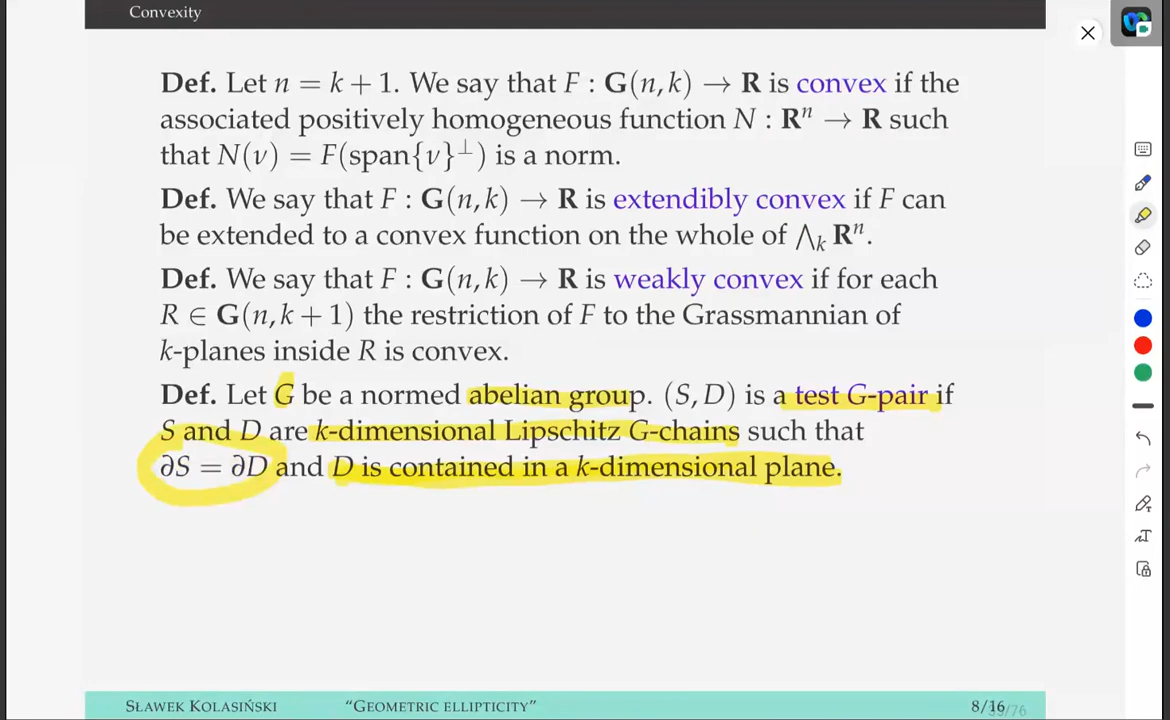 Convexity
Def. Let n = k + 1. We say that F : G(n, k) → R is convex if the
associated positively homogeneous function N : Rⁿ → R such
that N(ν) = F(span{ν}^⊥) is a norm.
Def. We say that F : G(n, k) → R is extendibly convex if F can
be extended to a convex function on the whole of ⋀ₖ Rⁿ.
Def. We say that F : G(n, k) → R is weakly convex if for each
R ∈ G(n, k + 1) the restriction of F to the Grassmannian of
k-planes inside R is convex.
Def. Let G be a normed abelian group. (S, D) is a test G-pair if
S and D are k-dimensional Lipschitz G-chains such that
∂S = ∂D and D is contained in a k-dimensional plane.
SŁAWEK KOLASIŃSKI "GEOMETRIC ELLIPTICITY" 8/16
/76